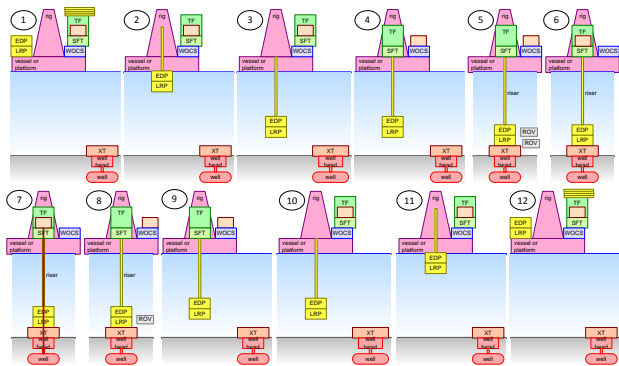 1
rig
TF
SFT
EDP
LRP
WOCS
vessel or
platform
XT
well
head
well
2
rig
TF
SFT
WOCS
vessel or
platform
EDP
LRP
XT
well
head
well
3
rig
TF
SFT
WOCS
vessel or
platform
EDP
LRP
XT
well
head
well
4
rig
TF
SFT
WOCS
vessel or
platform
EDP
LRP
XT
well
head
well
5
rig
TF
SFT
WOCS
vessel or
platform
riser
EDP
LRP
ROV
ROV
XT
well
head
well
6
rig
TF
SFT
WOCS
vessel or
platform
riser
EDP
LRP
XT
well
head
well
7
rig
TF
SFT
WOCS
vessel or
platform
riser
EDP
LRP
XT
well
head
well
8
rig
TF
SFT
WOCS
vessel or
platform
riser
EDP
LRP
ROV
XT
well
head
well
9
rig
TF
SFT
WOCS
vessel or
platform
EDP
LRP
XT
well
head
well
10
rig
TF
SFT
WOCS
vessel or
platform
EDP
LRP
XT
well
head
well
11
rig
TF
SFT
WOCS
vessel or
platform
EDP
LRP
XT
well
head
well
12
rig
TF
SFT
EDP
LRP
WOCS
vessel or
platform
XT
well
head
well